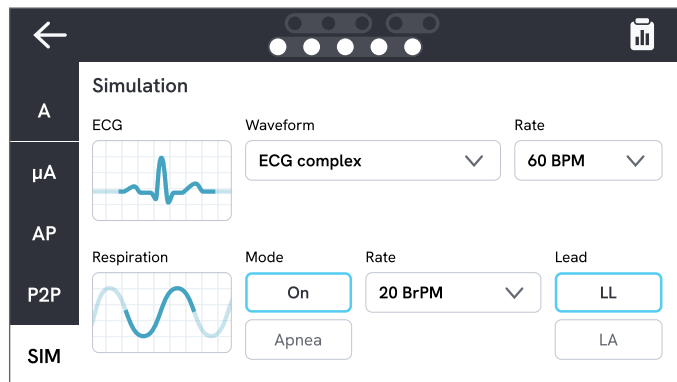 A
µA
AP
P2P
SIM
Simulation
ECG
Waveform
Rate
ECG complex
60 BPM
Respiration
Mode
Rate
Lead
On
20 BrPM
LL
Apnea
LA